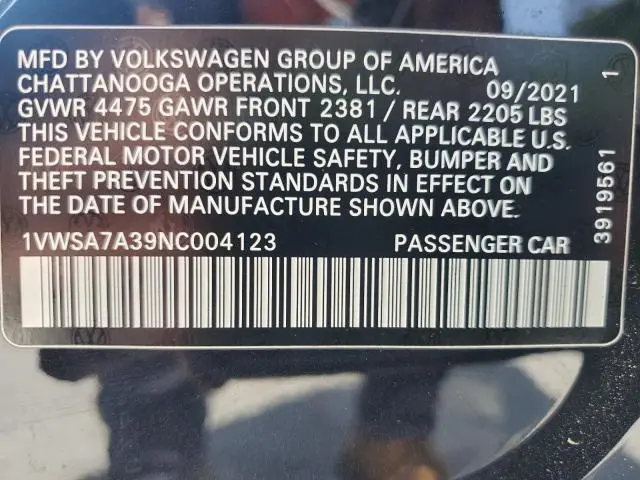 MFD BY VOLKSWAGEN GROUP OF AMERICA
CHATTANOOGA OPERATIONS, LLC. 09/2021
GVWR 4475 GAWR FRONT 2381 / REAR 2205 LBS
THIS VEHICLE CONFORMS TO ALL APPLICABLE U.S.
FEDERAL MOTOR VEHICLE SAFETY, BUMPER AND
THEFT PREVENTION STANDARDS IN EFFECT ON
THE DATE OF MANUFACTURE SHOWN ABOVE.
1VWSA7A39NC004123 PASSENGER CAR
3919561 1